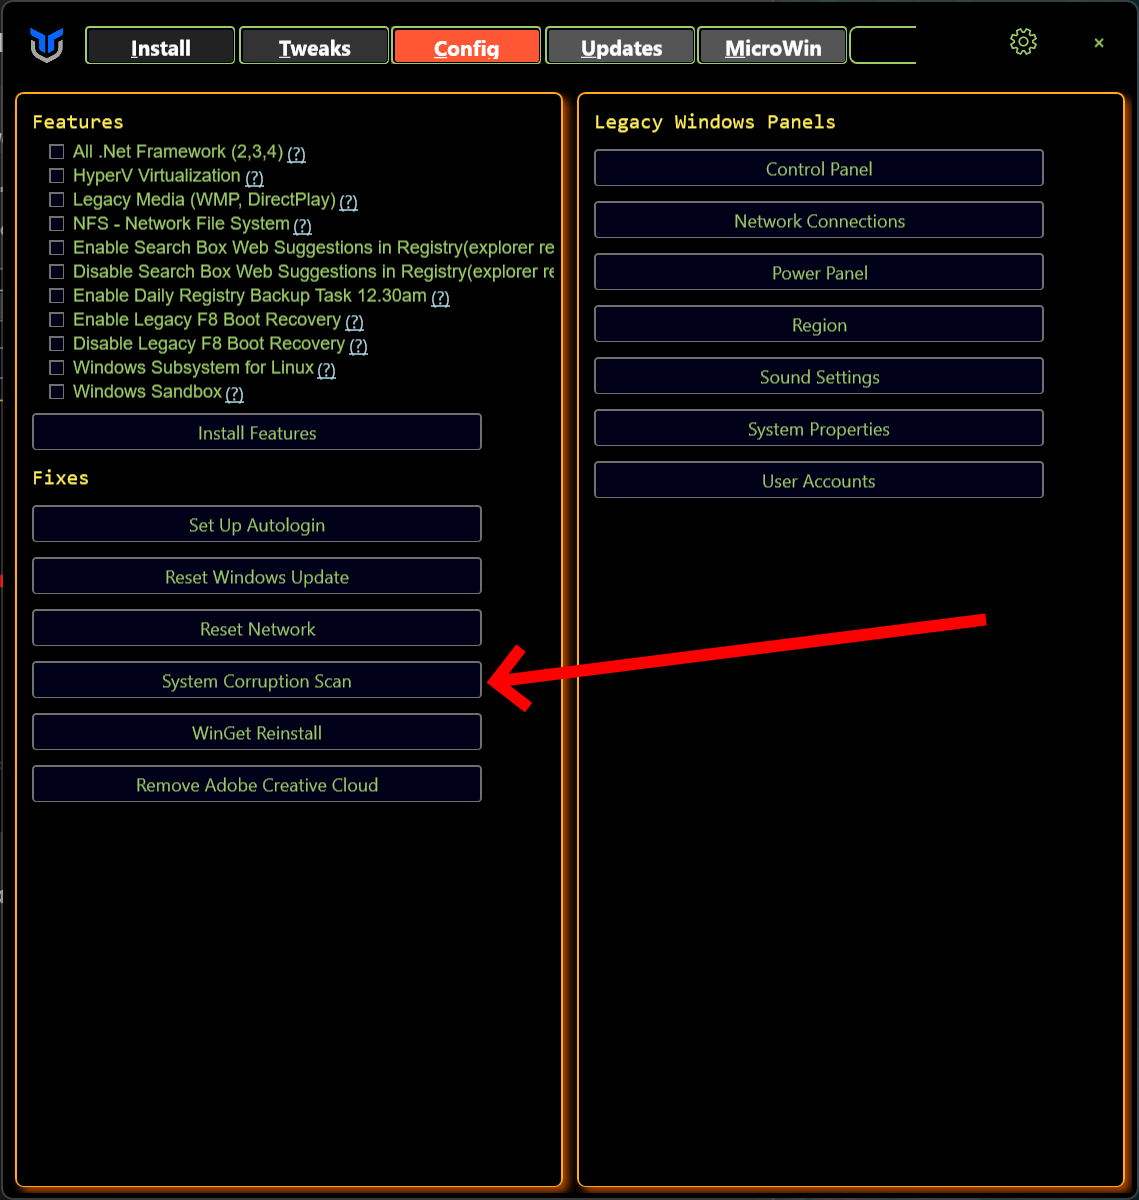 Install
Tweaks
Config
Updates
MicroWin
Features
All .Net Framework (2,3,4) (?)
HyperV Virtualization (?)
Legacy Media (WMP, DirectPlay) (?)
NFS - Network File System (?)
Enable Search Box Web Suggestions in Registry(explorer re
Disable Search Box Web Suggestions in Registry(explorer re
Enable Daily Registry Backup Task 12.30am (?)
Enable Legacy F8 Boot Recovery (?)
Disable Legacy F8 Boot Recovery (?)
Windows Subsystem for Linux (?)
Windows Sandbox (?)
Install Features
Fixes
Set Up Autologin
Reset Windows Update
Reset Network
System Corruption Scan
WinGet Reinstall
Remove Adobe Creative Cloud
Legacy Windows Panels
Control Panel
Network Connections
Power Panel
Region
Sound Settings
System Properties
User Accounts